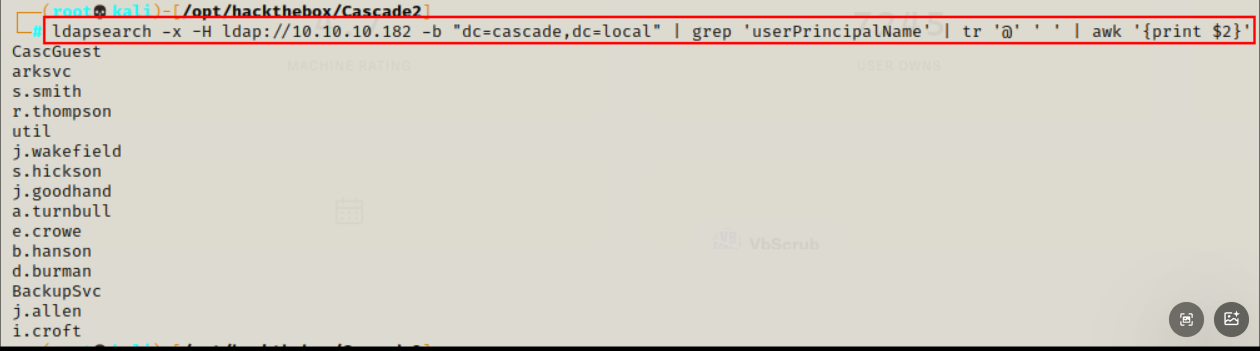 (root💀kali)-[/opt/hackthebox/Cascade2]
# ldapsearch -x -H ldap://10.10.10.182 -b "dc=cascade,dc=local" | grep 'userPrincipalName' | tr '@' ' ' | awk '{print $2}'
CascGuest
arksvc
MACHINE RATING
USER OWNS
s.smith
r.thompson
util
j.wakefield
s.hickson
j.goodhand
a.turnbull
e.crowe
VbScrub
b.hanson
d.burman
BackupSvc
j.allen
i.croft